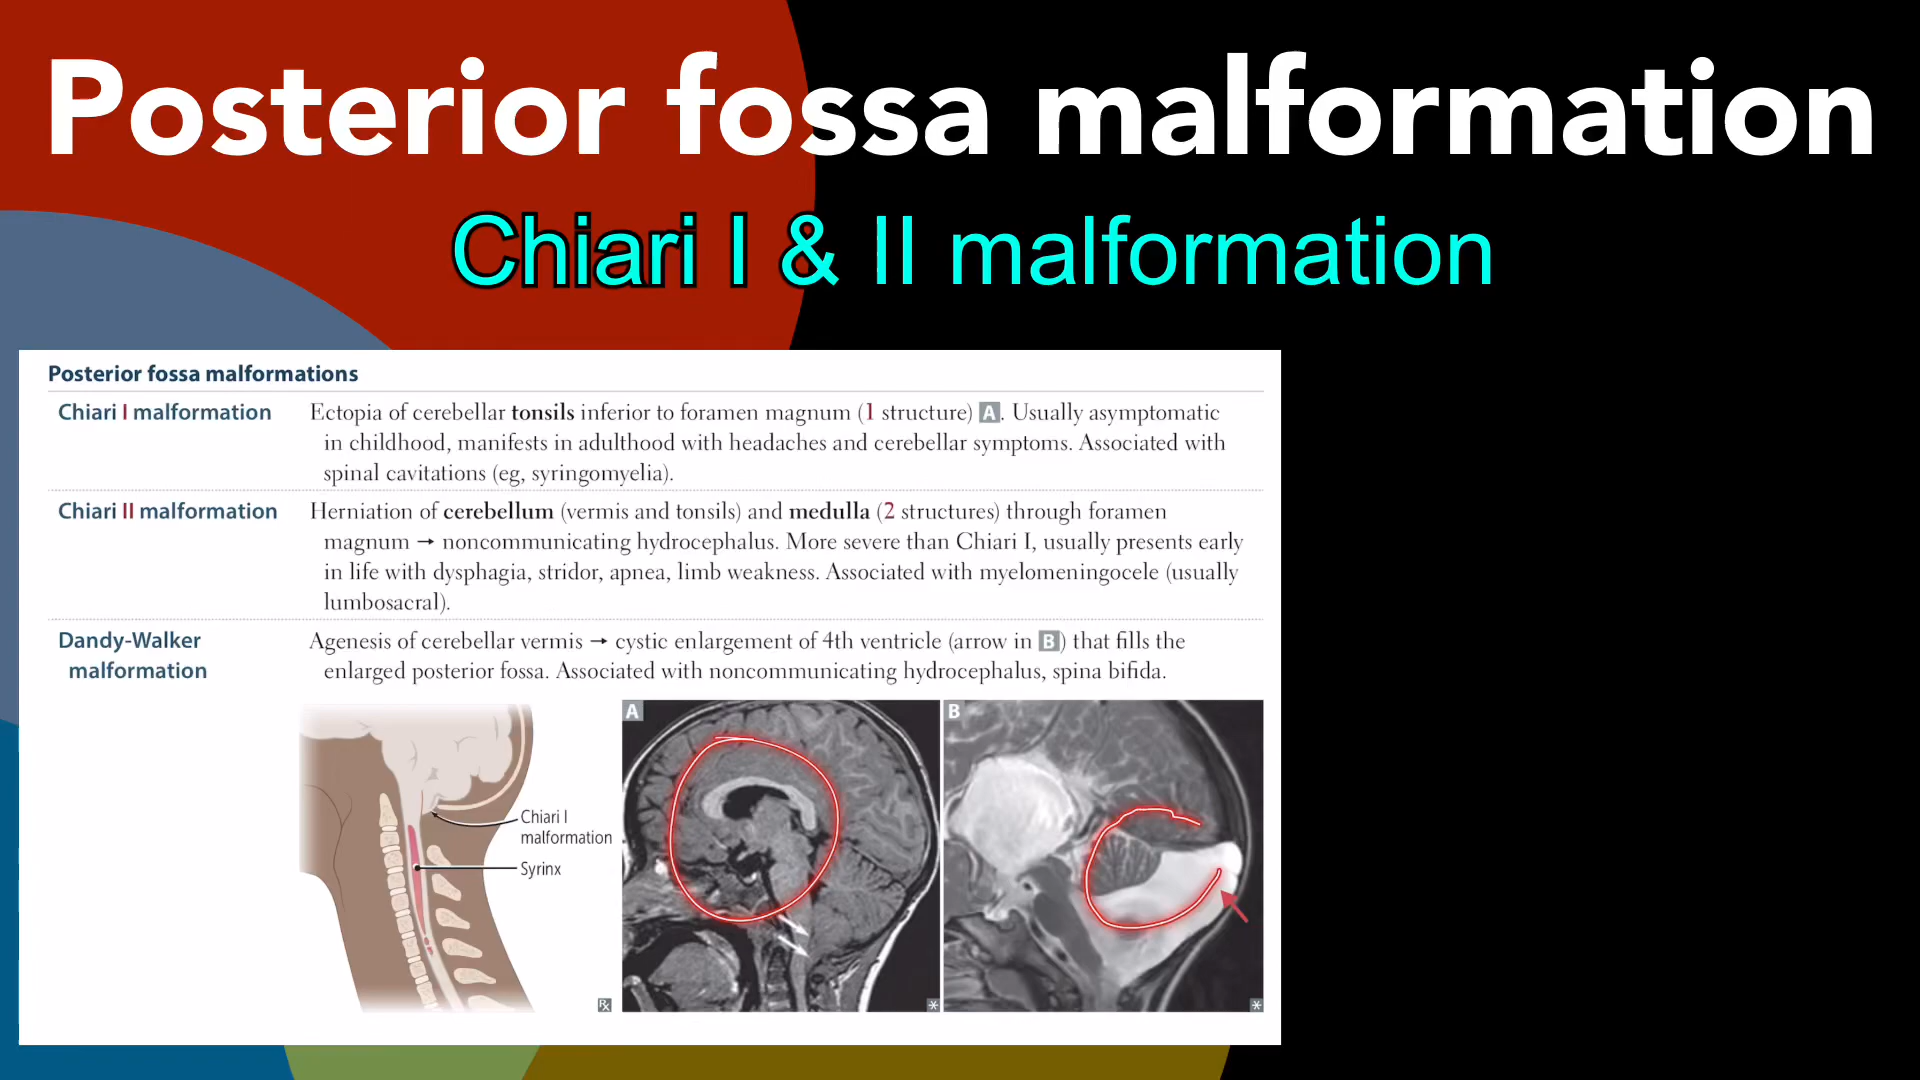 Posterior fossa malformation
Chiari I & II malformation
Posterior fossa malformations
Chiari I malformation
Ectopia of cerebellar tonsils inferior to foramen magnum (1 structure) A. Usually asymptomatic
in childhood, manifests in adulthood with headaches and cerebellar symptoms. Associated with
spinal cavitations (eg, syringomyelia).
Chiari II malformation
Herniation of cerebellum (vermis and tonsils) and medulla (2 structures) through foramen
magnum → noncommunicating hydrocephalus. More severe than Chiari I, usually presents early
in life with dysphagia, stridor, apnea, limb weakness. Associated with myelomeningocele (usually
lumbosacral).
Dandy-Walker
malformation
Agenesis of cerebellar vermis → cystic enlargement of 4th ventricle (arrow in B) that fills the
enlarged posterior fossa. Associated with noncommunicating hydrocephalus, spina bifida.
Chiari I
malformation
Syrinx
℞
A
*
B
*